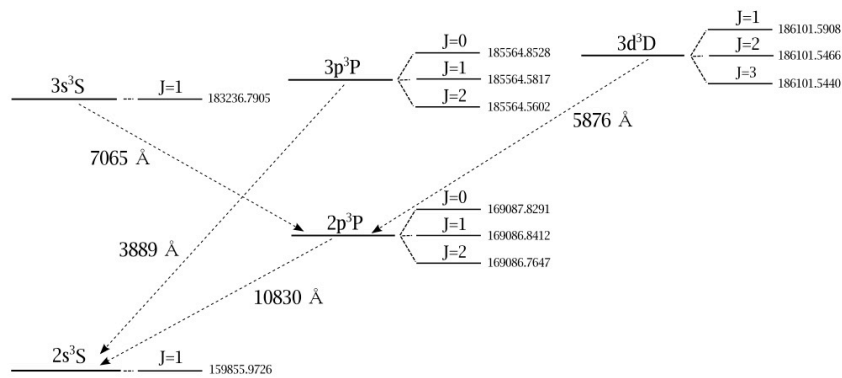 J=1
186101.5908
3d³D
J=2
186101.5466
J=3
186101.5440
J=0
185564.8528
3p³P
J=1
185564.5817
J=2
185564.5602
3s³S
J=1
183236.7905
5876 Å
7065 Å
J=0
169087.8291
2p³P
J=1
169086.8412
J=2
169086.7647
3889 Å
10830 Å
2s³S
J=1
159855.9726